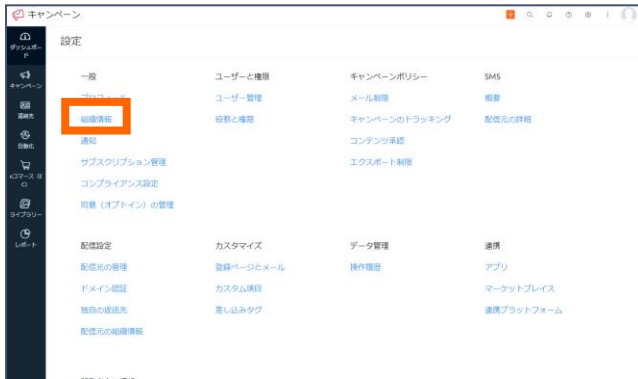 キャンペーン
設定
ダッシュボード
キャンペーン
連絡先
自動化
ライブラリー
レポート
一般
プロフィール
組織情報
通知
サブスクリプション管理
コンプライアンス設定
同意（オプトイン）の管理
ユーザーと権限
ユーザー管理
役割と権限
キャンペーンポリシー
メール制限
キャンペーンのトラッキング
コンテンツ承認
エクスポート制限
SMS
概要
配信元の詳細
配信設定
配信元の管理
ドメイン認証
独自の返送先
配信元の組織情報
カスタマイズ
登録ページとメール
カスタム項目
差し込みタグ
データ管理
操作履歴
連携
アプリ
マーケットプレイス
連携プラットフォーム